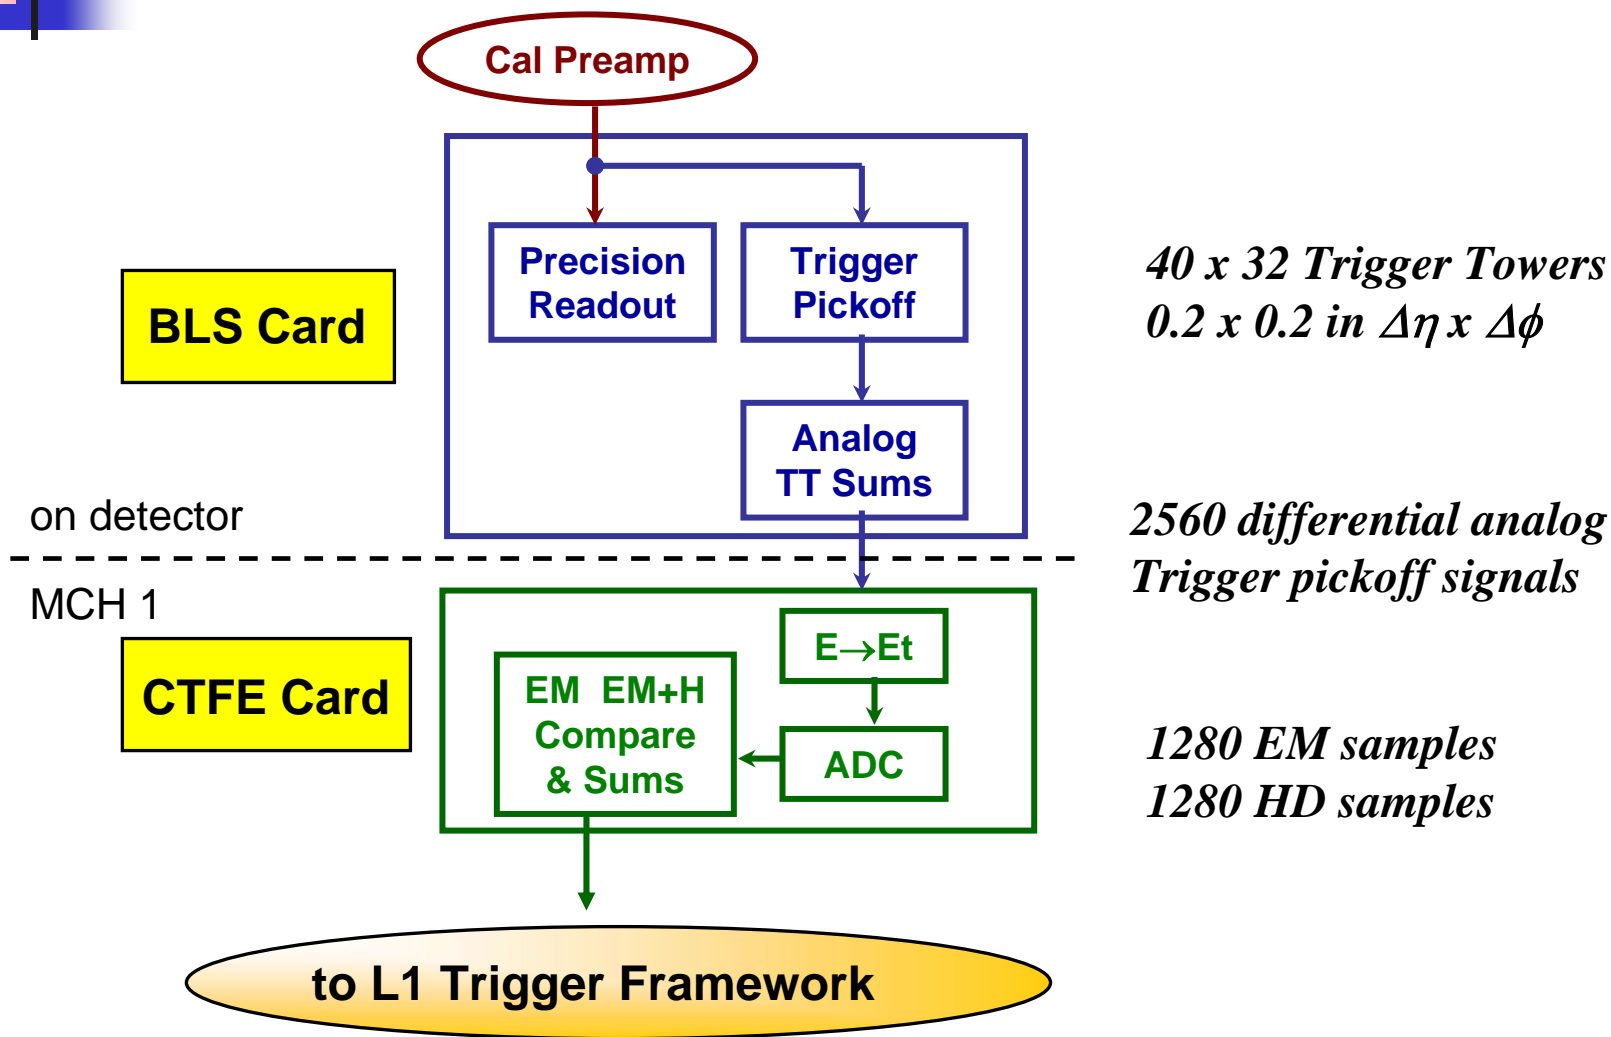 Cal Preamp
Precision
Readout
Trigger
Pickoff
40 x 32 Trigger Towers
0.2 x 0.2 in Δη x Δϕ
BLS Card
Analog
TT Sums
on detector
2560 differential analog
Trigger pickoff signals
MCH 1
E→Et
CTFE Card
EM EM+H
Compare
& Sums
ADC
1280 EM samples
1280 HD samples
to L1 Trigger Framework